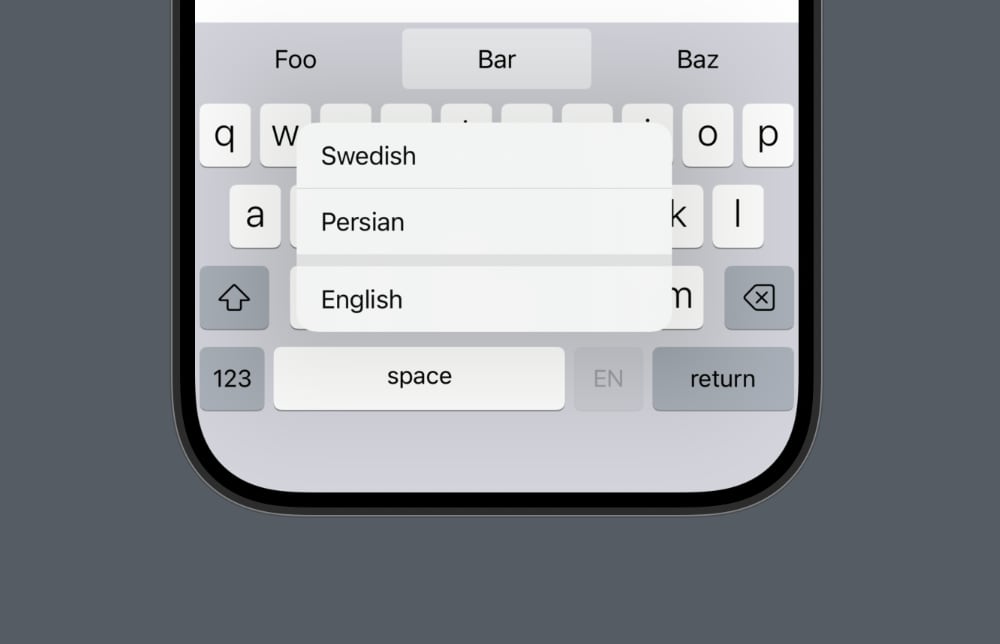 Foo Bar Baz
q w o p
Swedish
a k l
Persian
English
m
123 space EN return